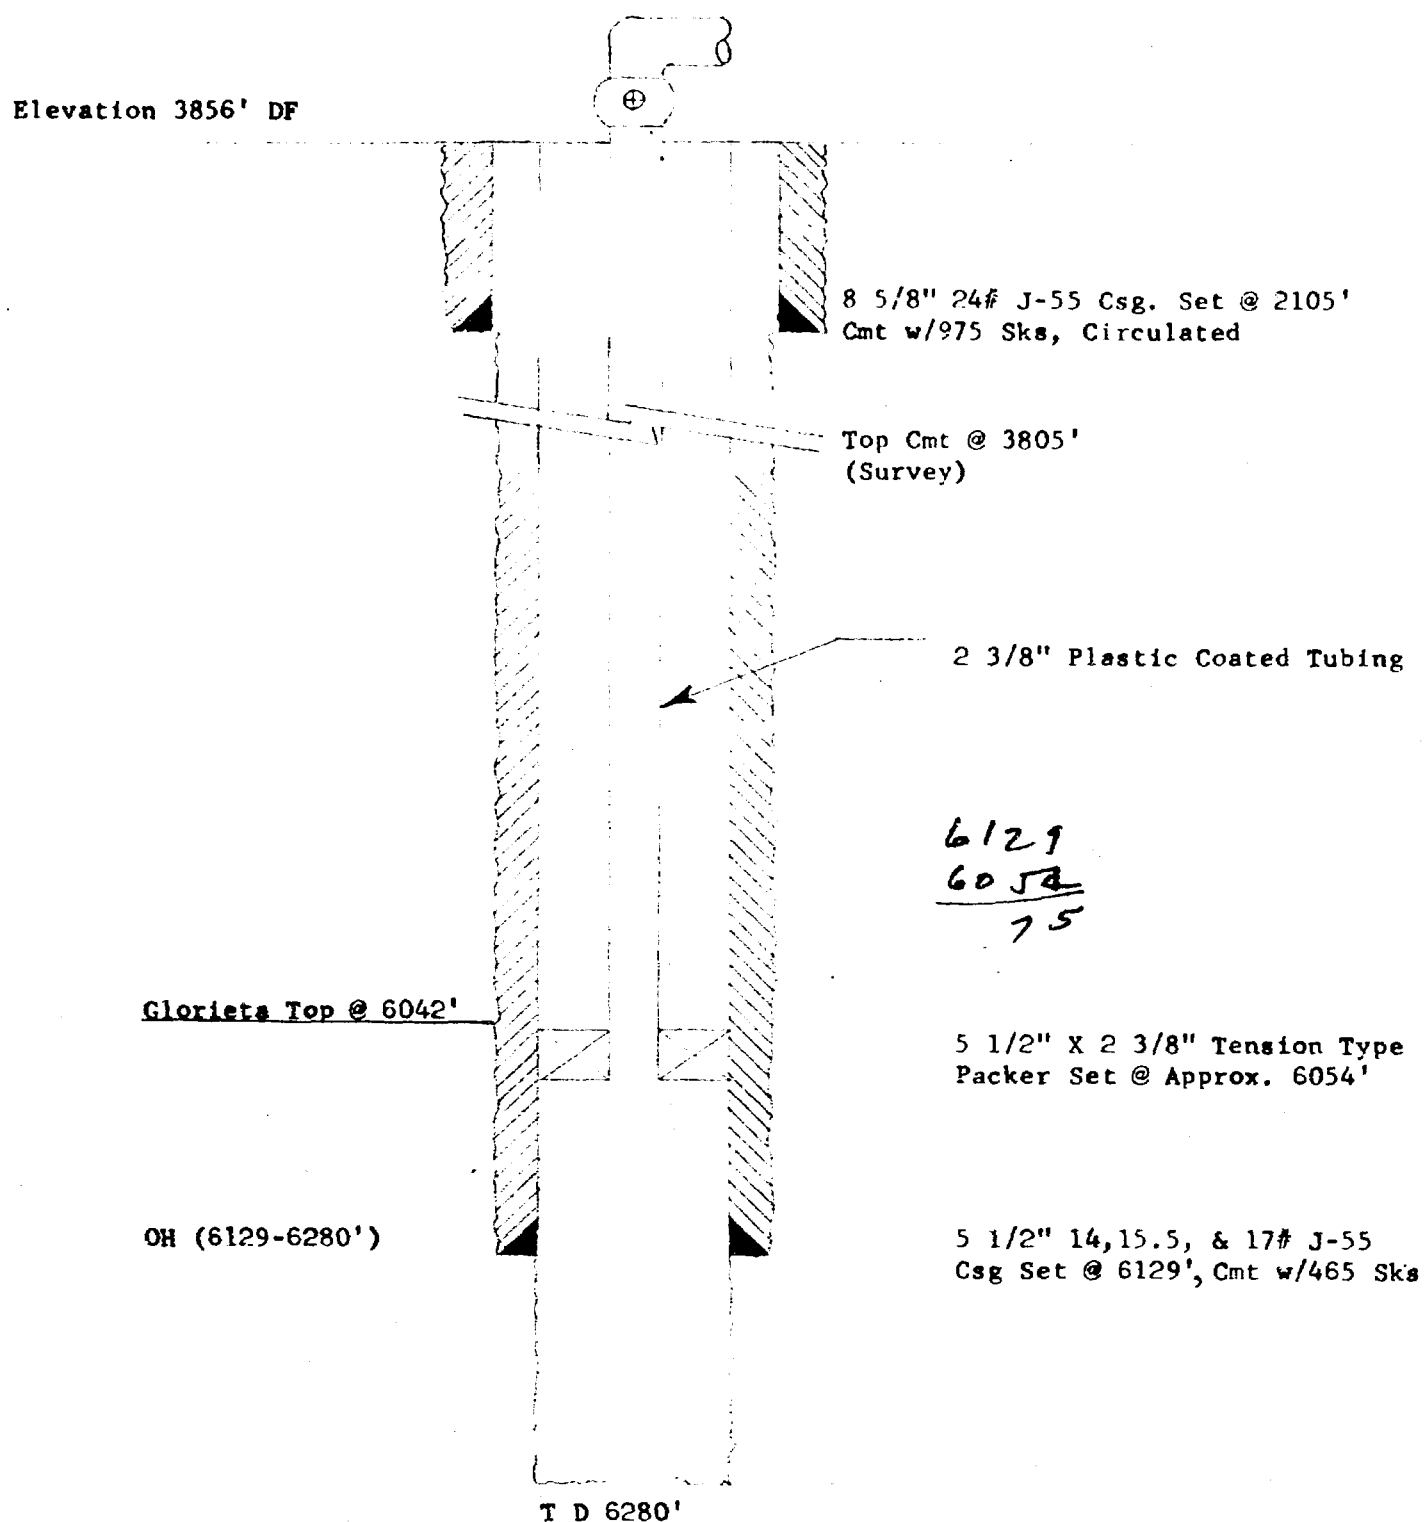 Elevation 3856' DF
8 5/8" 24# J-55 Csg. Set @ 2105'
Cmt w/975 Sks, Circulated
Top Cmt @ 3805'
(Survey)
2 3/8" Plastic Coated Tubing
6129
6054
75
Glorieta Top @ 6042'
5 1/2" X 2 3/8" Tension Type
Packer Set @ Approx. 6054'
OH (6129-6280')
5 1/2" 14,15.5, & 17# J-55
Csg Set @ 6129', Cmt w/465 Sks
T D 6280'